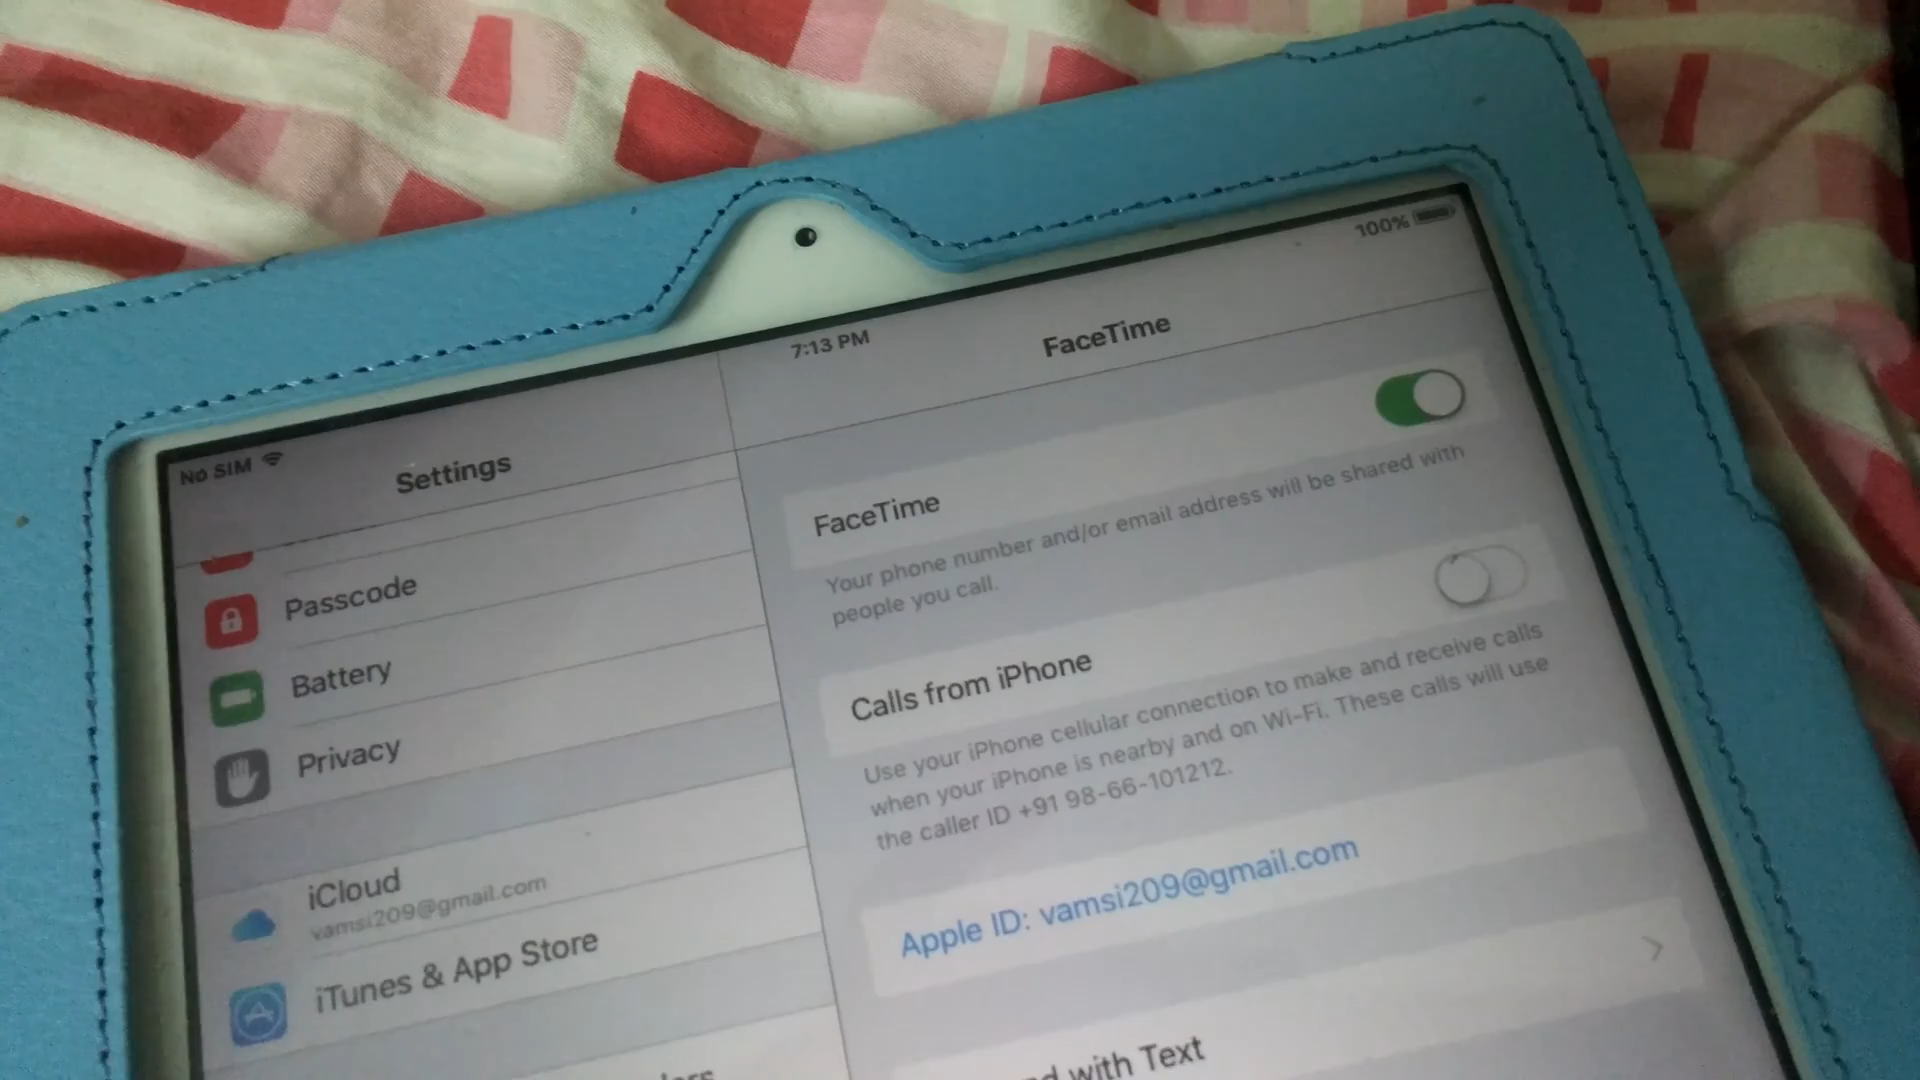 No SIM
7:13 PM
100%
Settings
Passcode
Battery
Privacy
iCloud
vamsi209@gmail.com
iTunes & App Store
FaceTime
FaceTime
Your phone number and/or email address will be shared with
people you call.
Calls from iPhone
Use your iPhone cellular connection to make and receive calls
when your iPhone is nearby and on Wi-Fi. These calls will use
the caller ID +91 98-66-101212.
Apple ID: vamsi209@gmail.com
with Text